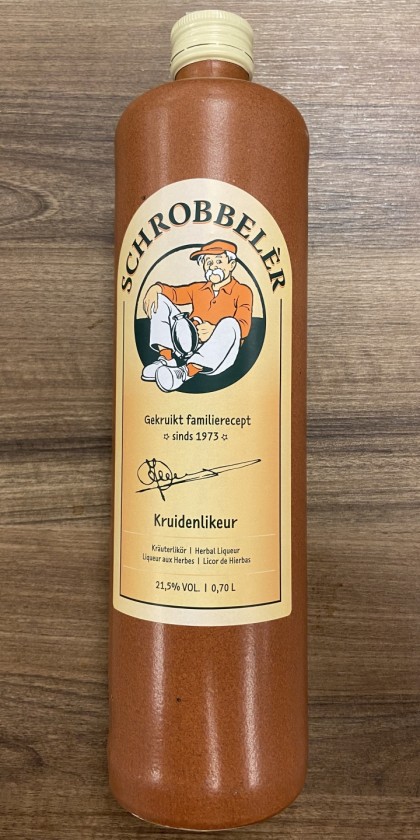 SCHROBBELÈR
Gekruikt familierecept
sinds 1973
Kruidenlikeur
Kräuterlikör | Herbal Liqueur
Liqueur aux Herbes | Licor de Hierbas
21,5% VOL. | 0,70 L